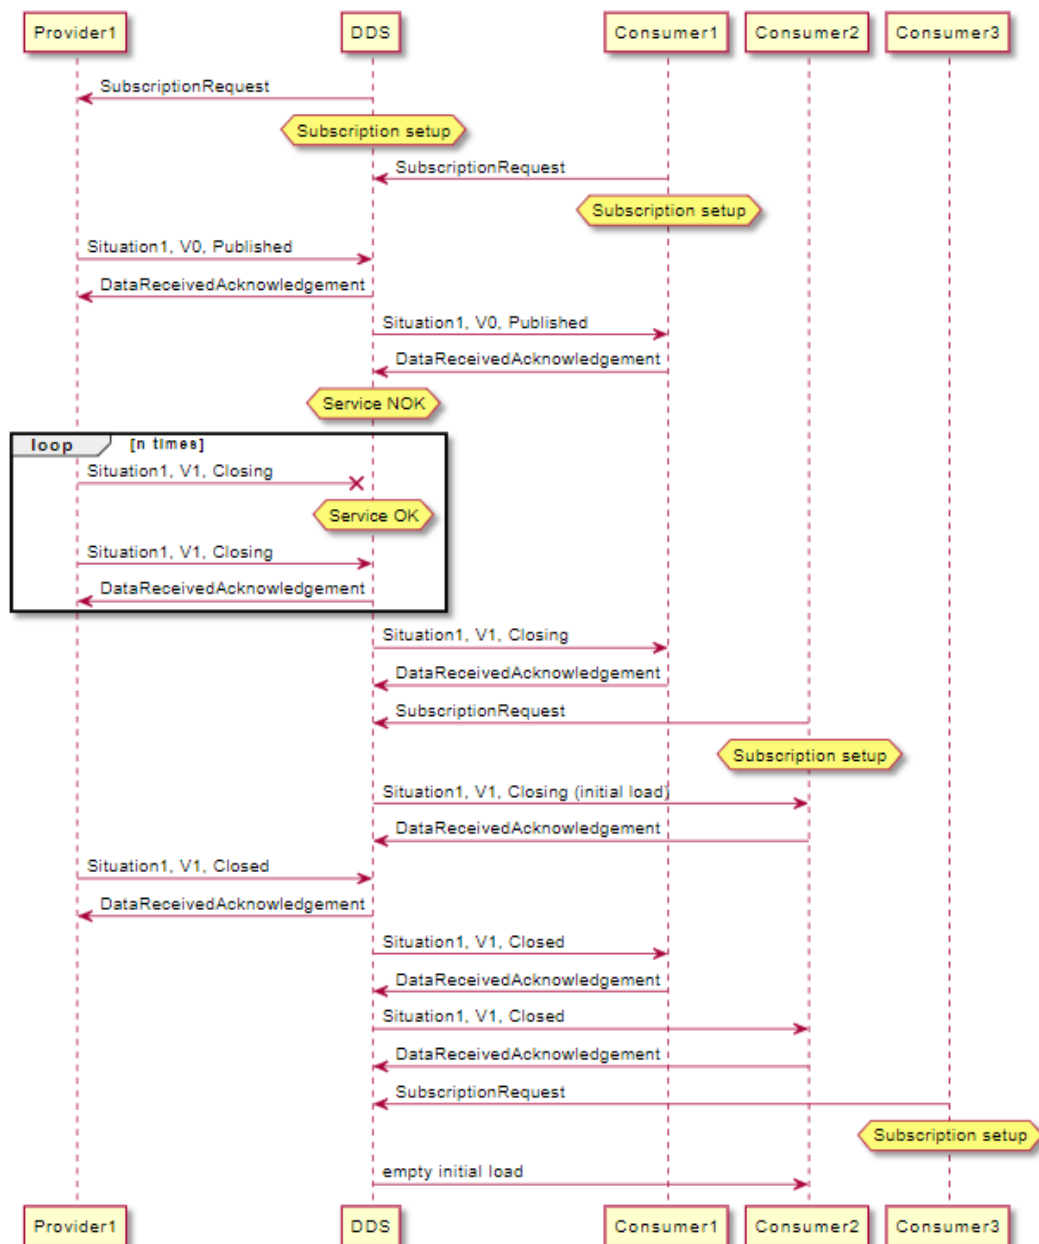 Provider1 DDS Consumer1 Consumer2 Consumer3
SubscriptionRequest
Subscription setup
SubscriptionRequest
Subscription setup
Situation1, V0, Published
DataReceivedAcknowledgement
Situation1, V0, Published
DataReceivedAcknowledgement
Service NOK
loop [n times]
Situation1, V1, Closing
Service OK
Situation1, V1, Closing
DataReceivedAcknowledgement
Situation1, V1, Closing
DataReceivedAcknowledgement
SubscriptionRequest
Subscription setup
Situation1, V1, Closing (initial load)
DataReceivedAcknowledgement
Situation1, V1, Closed
DataReceivedAcknowledgement
Situation1, V1, Closed
DataReceivedAcknowledgement
Situation1, V1, Closed
DataReceivedAcknowledgement
SubscriptionRequest
Subscription setup
empty initial load
Provider1 DDS Consumer1 Consumer2 Consumer3